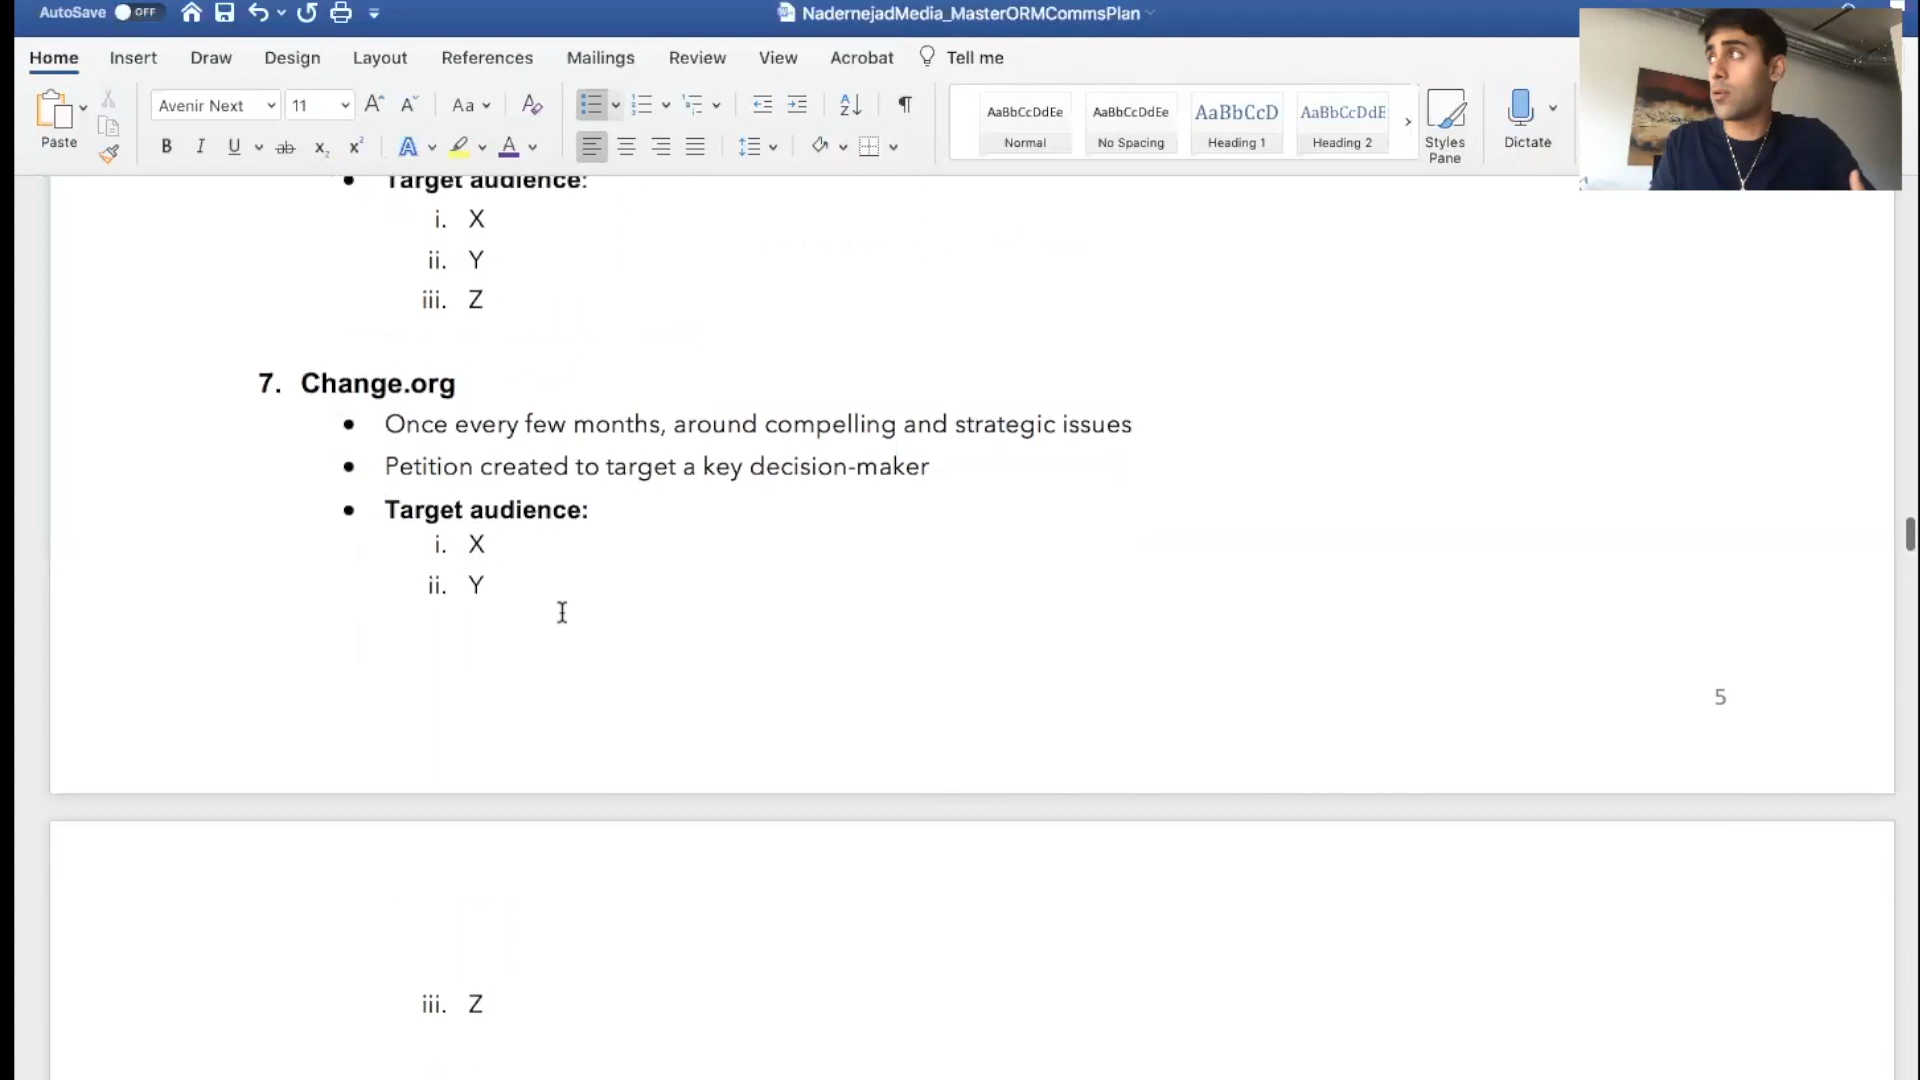 AutoSave OFF NadernejadMedia_MasterORMCommsPlan
Home Insert Draw Design Layout References Mailings Review View Acrobat Tell me
Paste Avenir Next 11 Aa
AaBbCcDdEe AaBbCcDdEe AaBbCcD AaBbCcDdE
Normal No Spacing Heading 1 Heading 2 Styles Pane Dictate
• Target audience:
i. X
ii. Y
iii. Z
7. Change.org
• Once every few months, around compelling and strategic issues
• Petition created to target a key decision-maker
• Target audience:
i. X
ii. Y
5
iii. Z